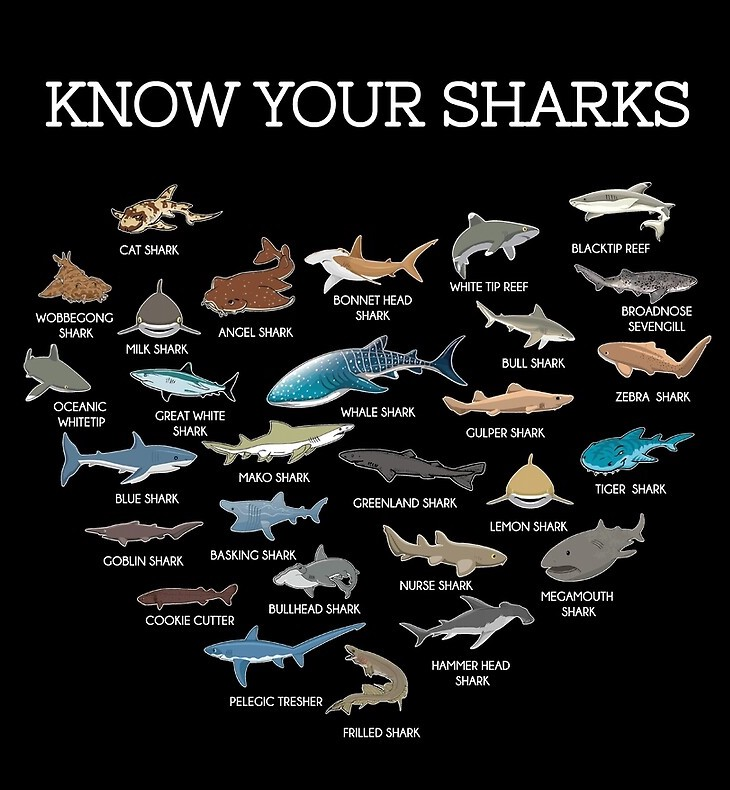 KNOW YOUR SHARKS
CAT SHARK
BLACKTIP REEF
WHITE TIP REEF
BONNET HEAD
SHARK
WOBBEGONG
SHARK
MILK SHARK
ANGEL SHARK
BROADNOSE
SEVENGILL
BULL SHARK
ZEBRA SHARK
OCEANIC
WHITETIP
GREAT WHITE
SHARK
WHALE SHARK
GULPER SHARK
BLUE SHARK
MAKO SHARK
GREENLAND SHARK
TIGER SHARK
LEMON SHARK
GOBLIN SHARK
BASKING SHARK
NURSE SHARK
MEGAMOUTH
SHARK
COOKIE CUTTER
BULLHEAD SHARK
HAMMER HEAD
SHARK
PELEGIC TRESHER
FRILLED SHARK